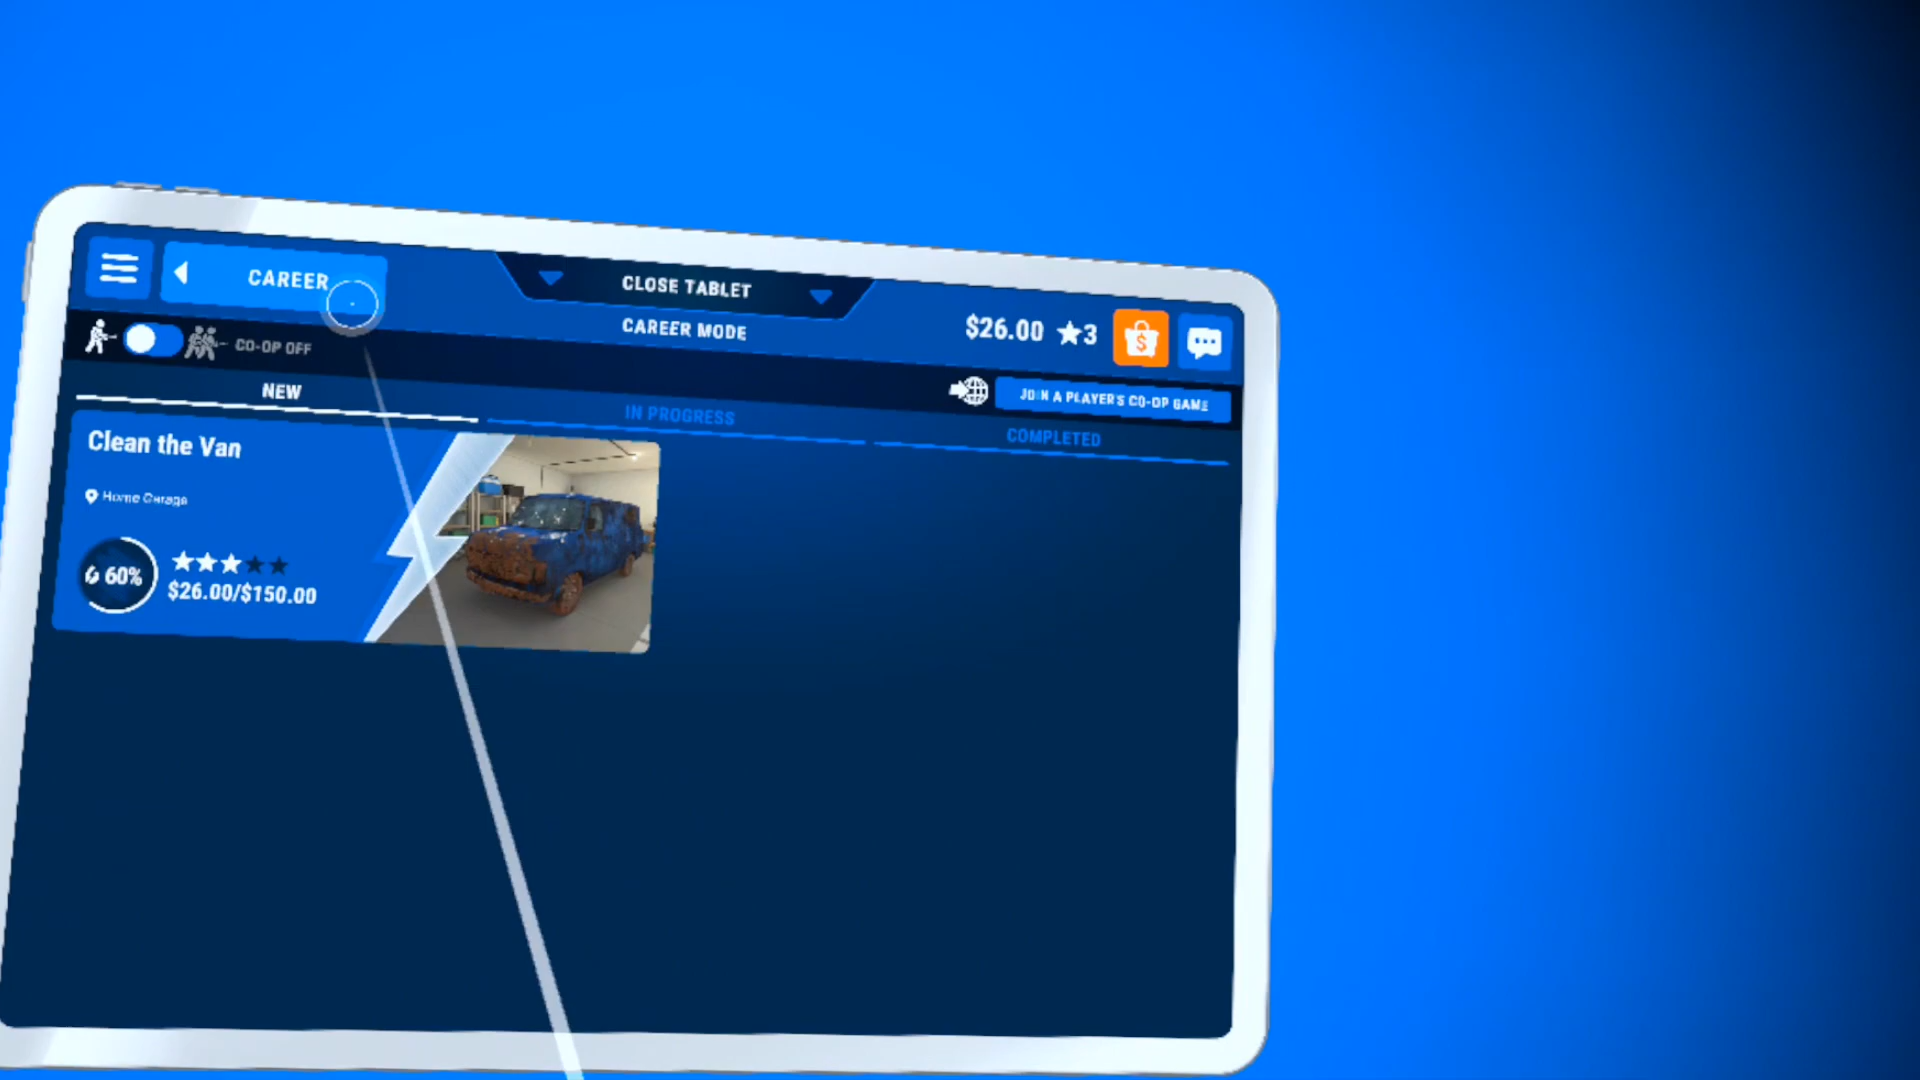 CAREER
CLOSE TABLET
CAREER MODE
$26.00 ★3
CO-OP OFF
JOIN A PLAYER'S CO-OP GAME
NEW
IN PROGRESS
COMPLETED
Clean the Van
Home Garage
60%
$26.00/$150.00